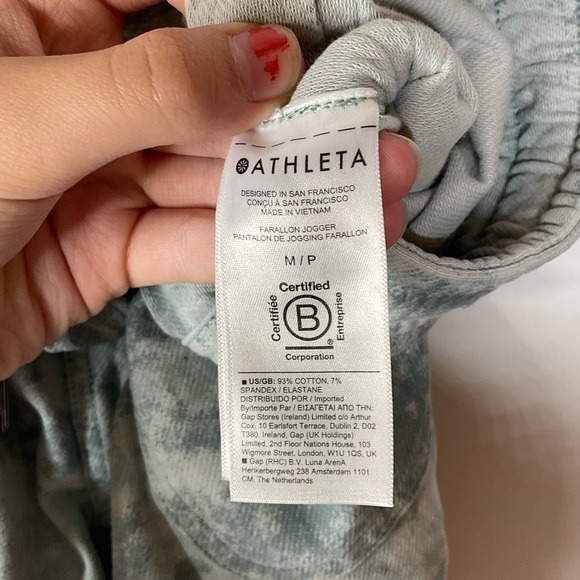 ATHLETA
DESIGNED IN SAN FRANCISCO
CONÇU À SAN FRANCISCO
MADE IN VIETNAM
FARALLON JOGGER
PANTALON DE JOGGING FARALLON
M / P
Certified
Certifiée
B
®
Entreprise
Corporation
■ US/GB: 93% COTTON, 7%
SPANDEX / ELASTANE
DISTRIBUIDO POR / Imported
By/Importe Par / ΕΙΣΑΓΕΤΑΙ ΑΠΟ ΤΗΝ:
Gap Stores (Ireland) Limited c/o Arthur
Cox, 10 Earlsfort Terrace, Dublin 2, D02
T380, Ireland, Gap (UK Holdings)
Limited, 2nd Floor Nations House, 103
Wigmore Street, London, W1U 1QS, UK
■ Gap (RHC) B.V. Luna ArenA
Herikerbergweg 238 Amsterdam 1101
CM, The Netherlands